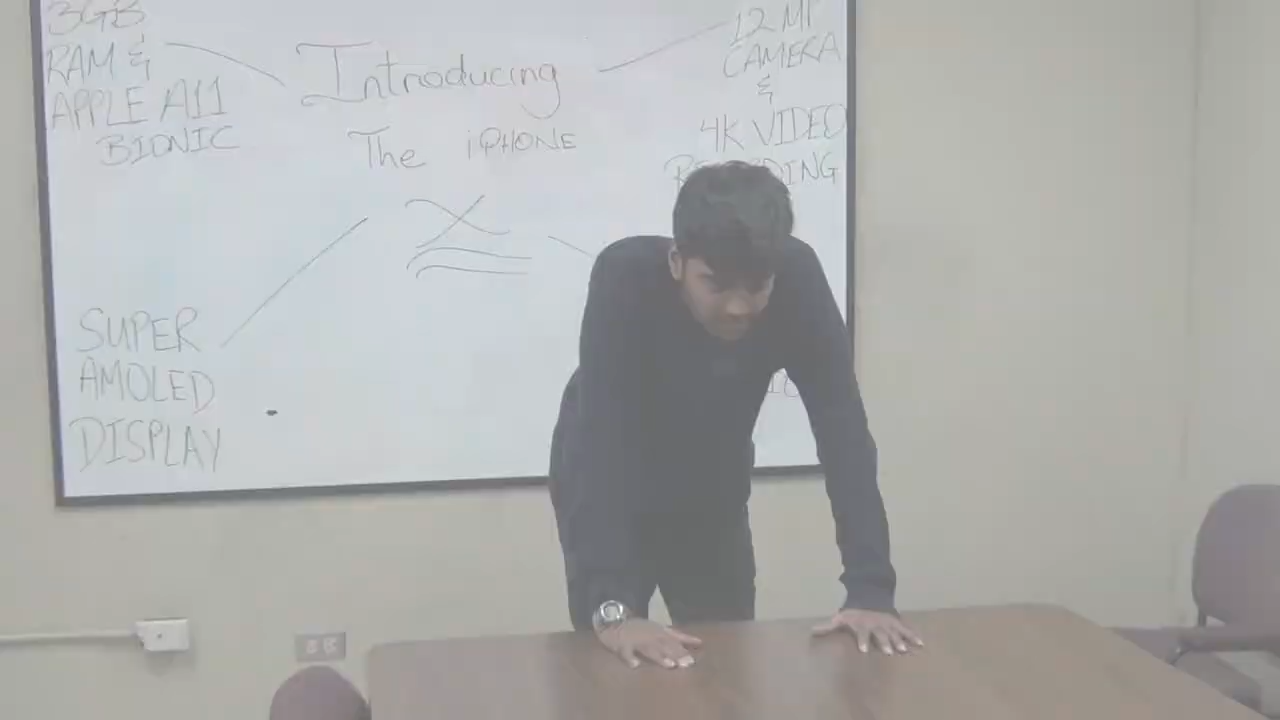 3GB
RAM &
APPLE A11
BIONIC
Introducing
The iPHONE
X
12 MP
CAMERA
&
4K VIDEO
SUPER
AMOLED
DISPLAY